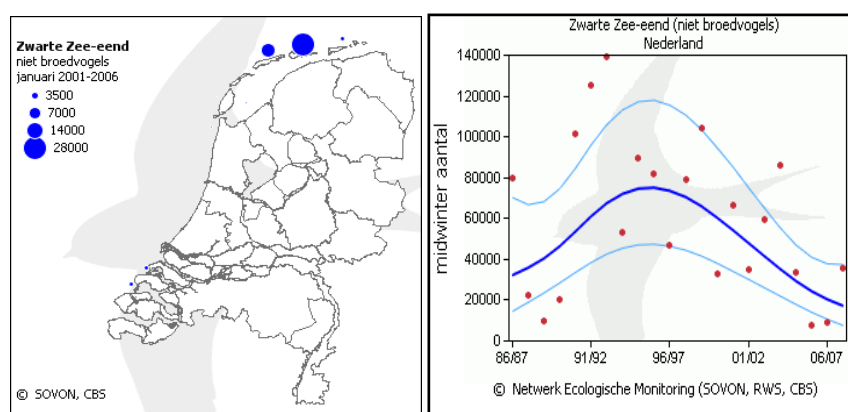 Zwarte Zee-eend
niet broedvogels
januari 2001-2006
3500
7000
14000
28000
© SOVON, CBS
Zwarte Zee-eend (niet broedvogels)
Nederland
midwinter aantal
140000
120000
100000
80000
60000
40000
20000
0
86/87 91/92 96/97 01/02 06/07
© Netwerk Ecologische Monitoring (SOVON, RWS, CBS)